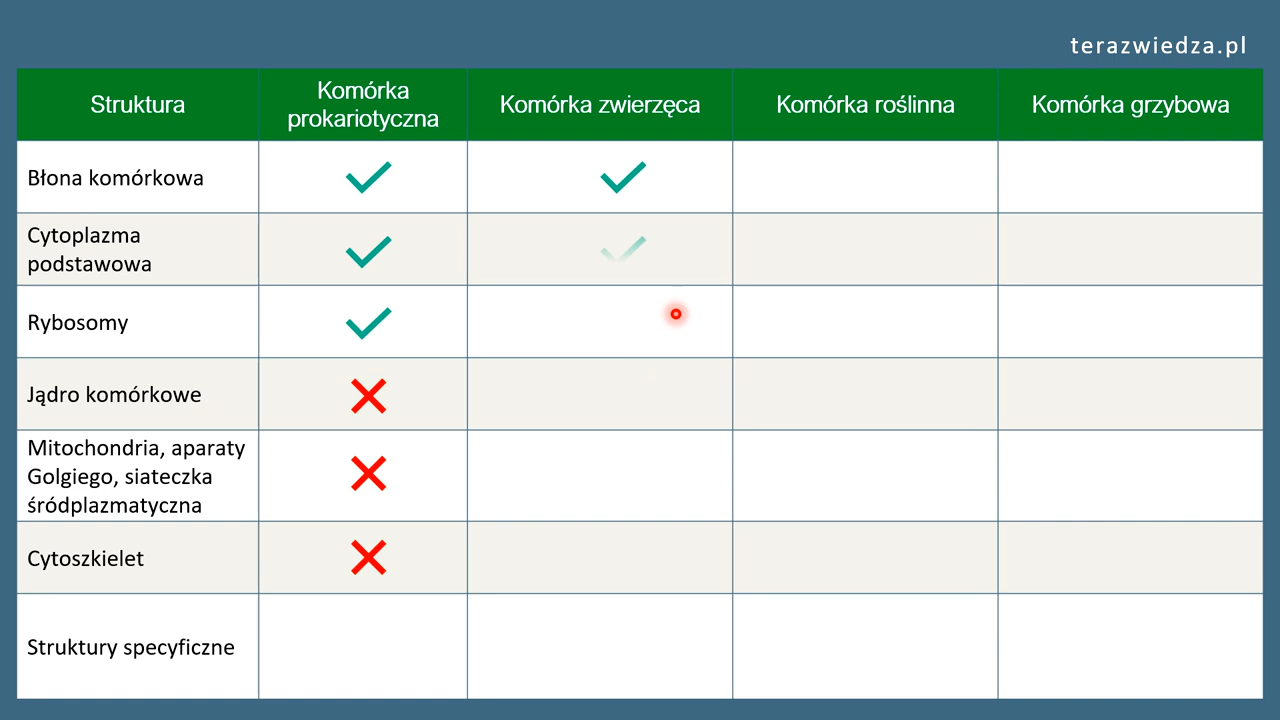 terazwiedza.pl
Struktura
Komórka
prokariotyczna
Komórka zwierzęca
Komórka roślinna
Komórka grzybowa
Błona komórkowa
Cytoplazma
podstawowa
Rybosomy
Jądro komórkowe
Mitochondria, aparaty
Golgiego, siateczka
śródplazmatyczna
Cytoszkielet
Struktury specyficzne